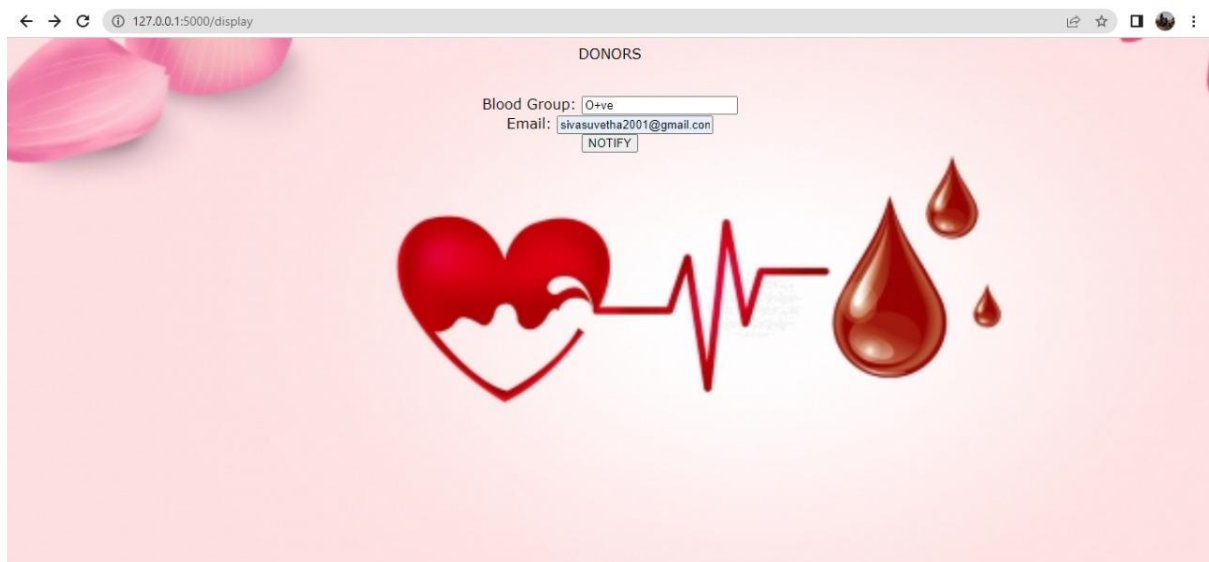 127.0.0.1:5000/display
DONORS
Blood Group: O+ve
Email: sivasuvetha2001@gmail.con
NOTIFY